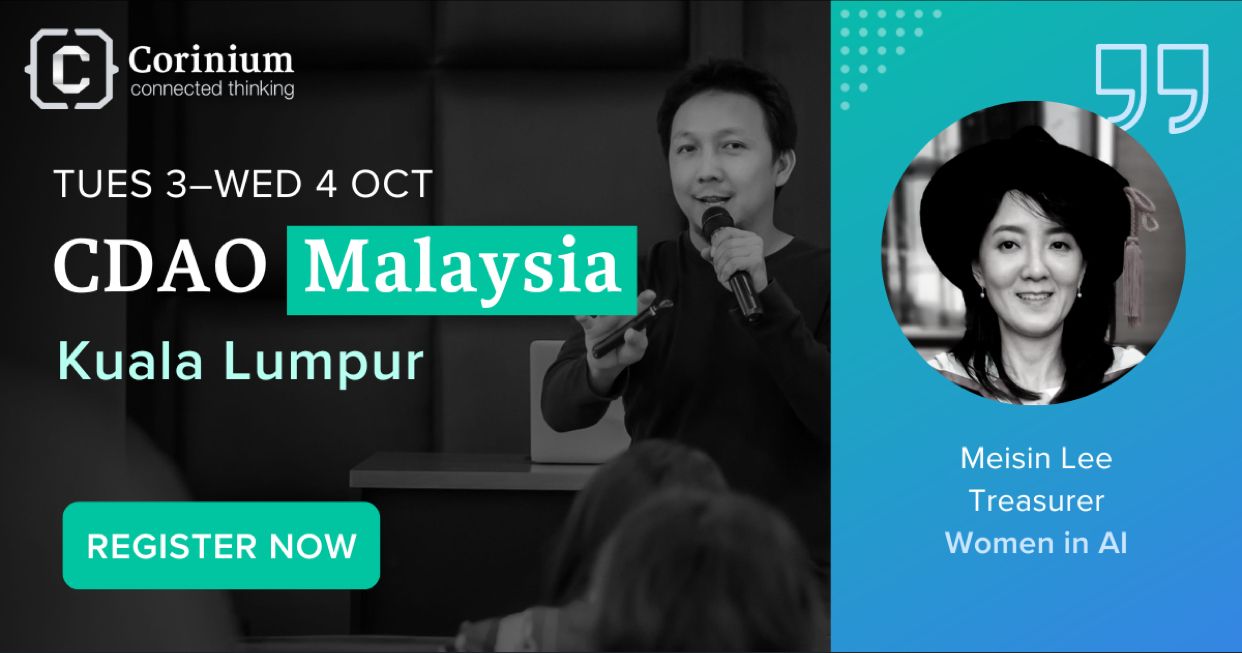 Corinium
connected thinking
TUES 3–WED 4 OCT
CDAO Malaysia
Kuala Lumpur
REGISTER NOW
Meisin Lee
Treasurer
Women in AI